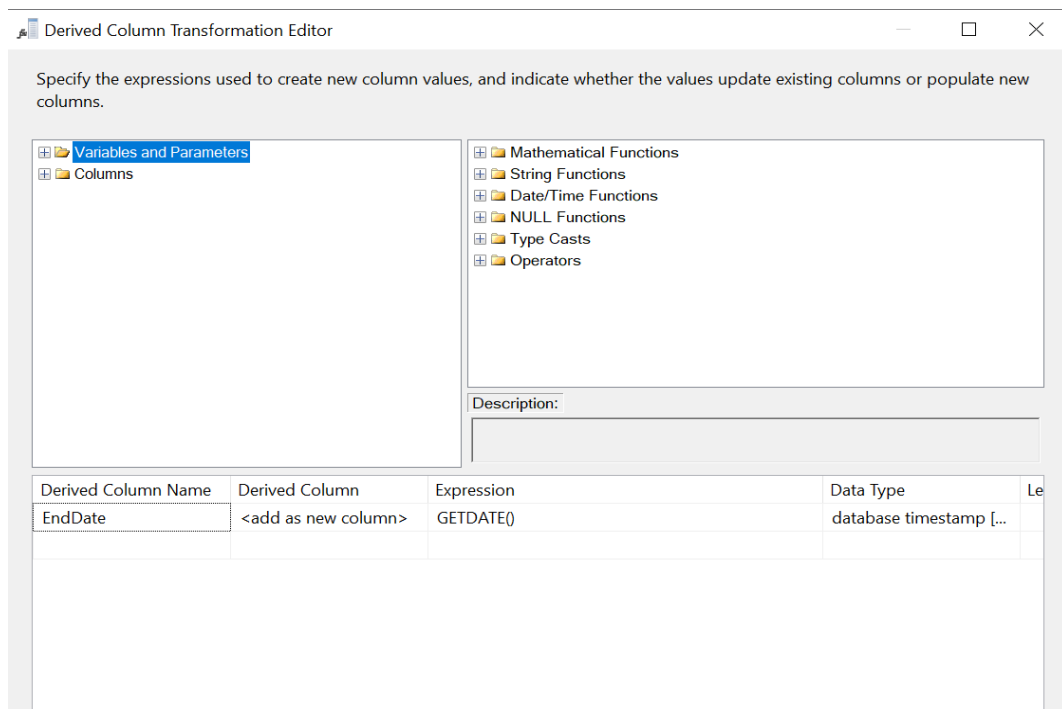 Derived Column Transformation Editor
Specify the expressions used to create new column values, and indicate whether the values update existing columns or populate new
columns.
Variables and Parameters
Columns
Mathematical Functions
String Functions
Date/Time Functions
NULL Functions
Type Casts
Operators
Description:
Derived Column Name Derived Column Expression Data Type Le
EndDate <add as new column> GETDATE() database timestamp [...